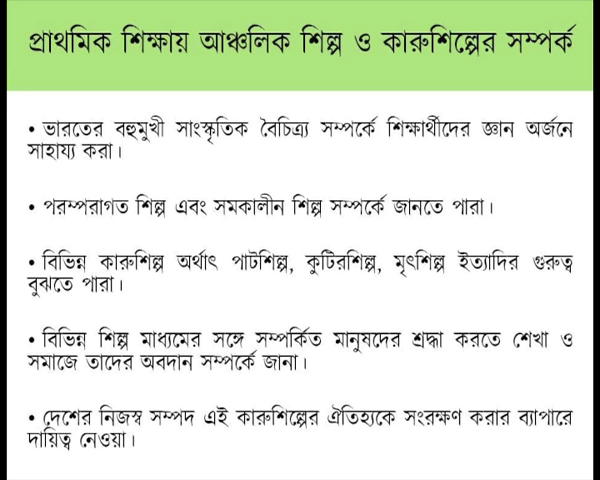 প্রাথমিক শিক্ষায় আঞ্চলিক শিল্প ও কারুশিল্পের সম্পর্ক
• ভারতের বহুমুখী সাংস্কৃতিক বৈচিত্র্য সম্পর্কে শিক্ষার্থীদের জ্ঞান অর্জনে
সাহায্য করা।
• পরম্পরাগত শিল্প এবং সমকালীন শিল্প সম্পর্কে জানতে পারা।
• বিভিন্ন কারুশিল্প অর্থাৎ পাটশিল্প, কুটিরশিল্প, মৃৎশিল্প ইত্যাদির গুরুত্ব
বুঝতে পারা।
• বিভিন্ন শিল্প মাধ্যমের সঙ্গে সম্পর্কিত মানুষদের শ্রদ্ধা করতে শেখা ও
সমাজে তাদের অবদান সম্পর্কে জানা।
• দেশের নিজস্ব সম্পদ এই কারুশিল্পের ঐতিহ্যকে সংরক্ষণ করার ব্যাপারে
দায়িত্ব নেওয়া।